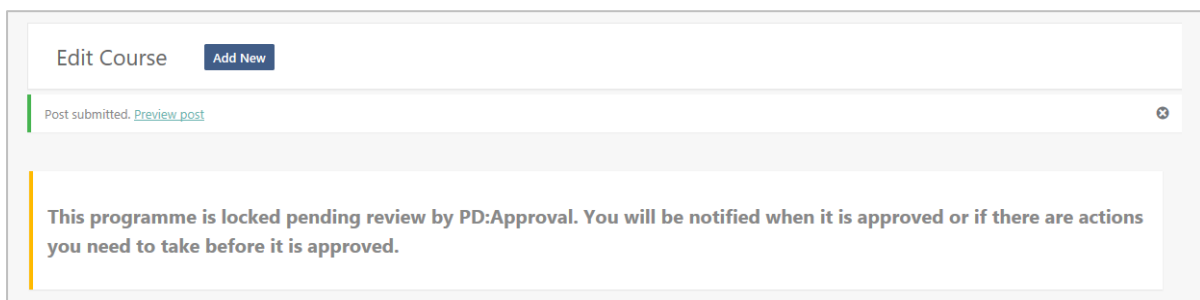 Edit Course
Add New
Post submitted. Preview post
This programme is locked pending review by PD:Approval. You will be notified when it is approved or if there are actions
you need to take before it is approved.